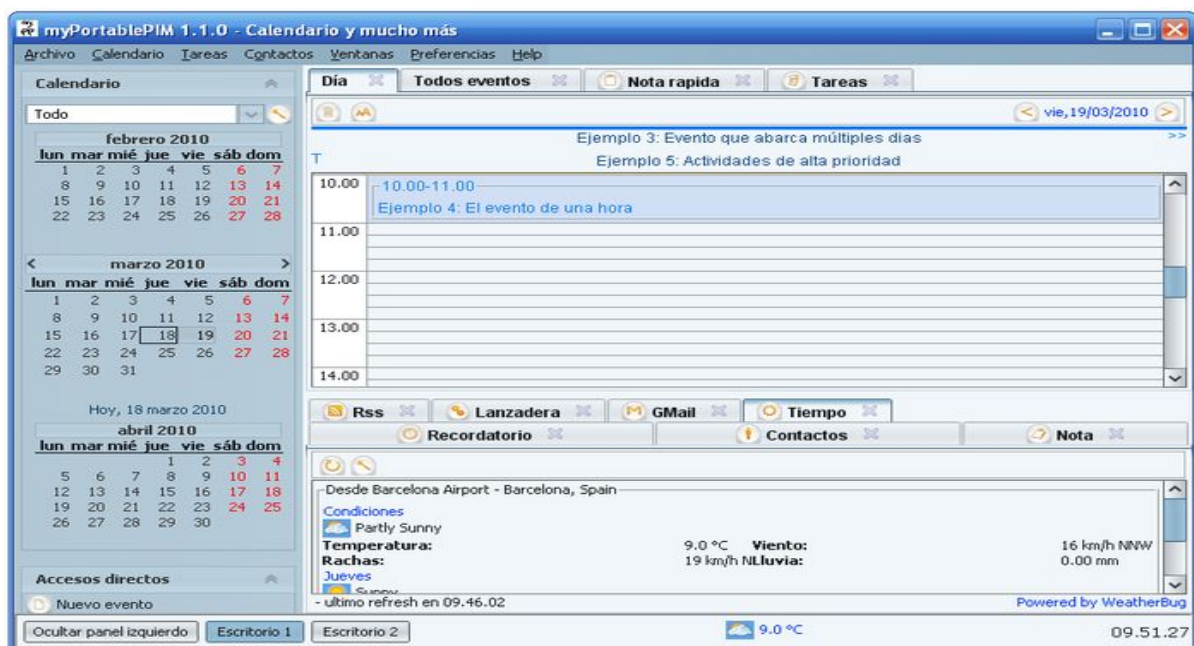 myPortablePIM 1.1.0 - Calendario y mucho más
Archivo Calendario Tareas Contactos Ventanas Preferencias Help
Calendario
Todo
febrero 2010
lun mar mié jue vie sáb dom
1 2 3 4 5 6 7
8 9 10 11 12 13 14
15 16 17 18 19 20 21
22 23 24 25 26 27 28
< marzo 2010 >
lun mar mié jue vie sáb dom
1 2 3 4 5 6 7
8 9 10 11 12 13 14
15 16 17 18 19 20 21
22 23 24 25 26 27 28
29 30 31
Hoy, 18 marzo 2010
abril 2010
lun mar mié jue vie sáb dom
1 2 3 4
5 6 7 8 9 10 11
12 13 14 15 16 17 18
19 20 21 22 23 24 25
26 27 28 29 30
Accesos directos
Nuevo evento
Día Todos eventos Nota rapida Tareas
< vie,19/03/2010 >
Ejemplo 3: Evento que abarca múltiples dias >>
T Ejemplo 5: Actividades de alta prioridad
10.00 10.00-11.00
Ejemplo 4: El evento de una hora
11.00
12.00
13.00
14.00
Rss Lanzadera GMail Tiempo
Recordatorio Contactos Nota
Desde Barcelona Airport - Barcelona, Spain
Condiciones
Partly Sunny
Temperatura: 9.0 °C Viento: 16 km/h NNW
Rachas: 19 km/h N Lluvia: 0.00 mm
Jueves
Sunny
- ultimo refresh en 09.46.02 Powered by WeatherBug
Ocultar panel izquierdo Escritorio 1 Escritorio 2 9.0 °C 09.51.27